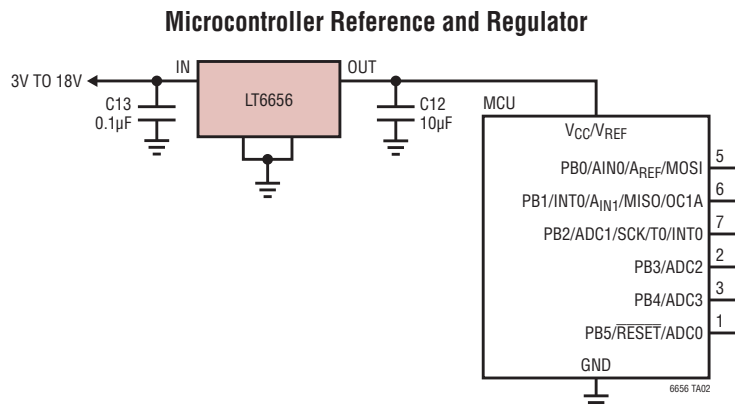 Microcontroller Reference and Regulator
3V TO 18V
IN
LT6656
OUT
C13
0.1µF
C12
10µF
MCU
VCC/VREF
PB0/AIN0/AREF/MOSI
5
PB1/INT0/AIN1/MISO/OC1A
6
PB2/ADC1/SCK/T0/INT0
7
PB3/ADC2
2
PB4/ADC3
3
PB5/RESET/ADC0
1
GND
6656 TA02